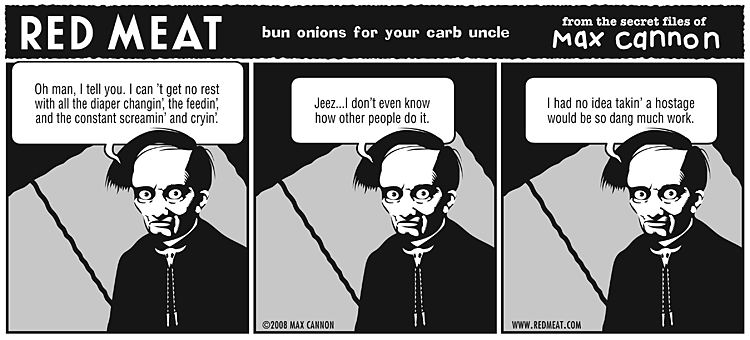 RED MEAT
bun onions for your carb uncle
from the secret files of
Max cannon
Oh man, I tell you. I can 't get no rest
with all the diaper changin', the feedin',
and the constant screamin' and cryin'.
Jeez...I don't even know
how other people do it.
©2008 MAX CANNON
I had no idea takin' a hostage
would be so dang much work.
WWW.REDMEAT.COM